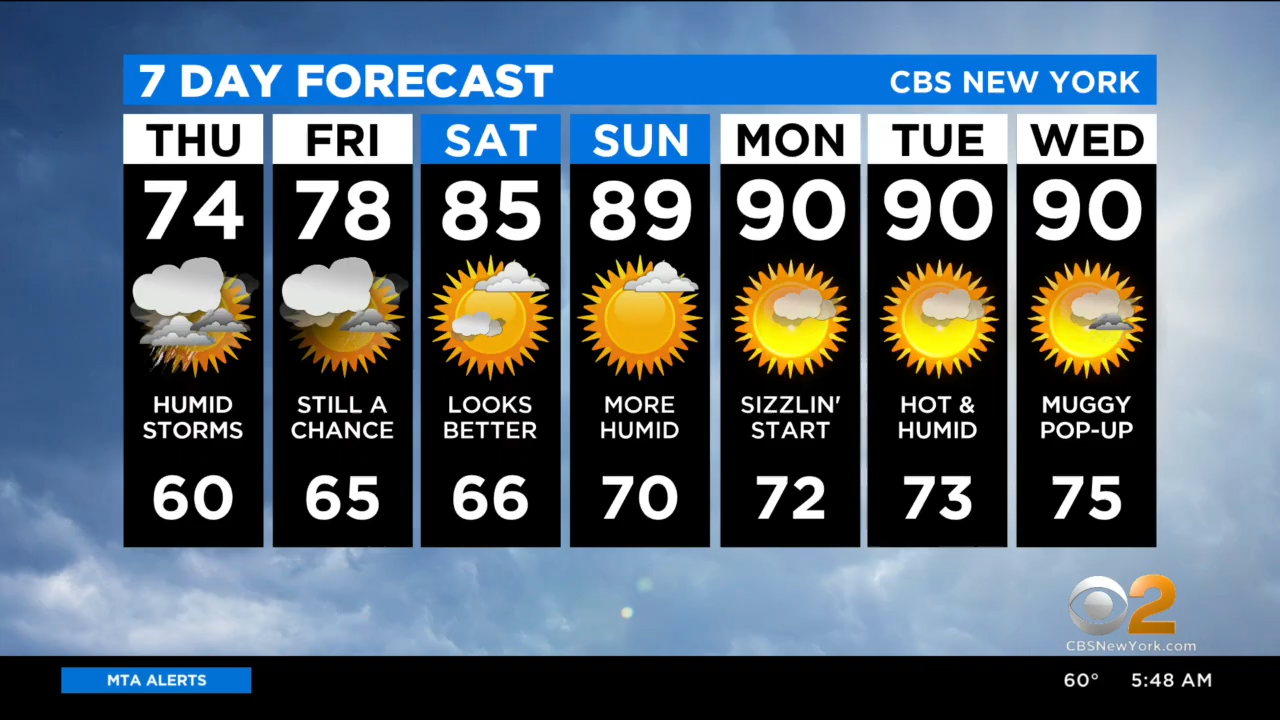 7 DAY FORECAST
CBS NEW YORK
THU
FRI
SAT
SUN
MON
TUE
WED
74
78
85
89
90
90
90
HUMID
STORMS
STILL A
CHANCE
LOOKS
BETTER
MORE
HUMID
SIZZLIN'
START
HOT &
HUMID
MUGGY
POP-UP
60
65
66
70
72
73
75
2
CBSNewYork.com
MTA ALERTS
60° 5:48 AM